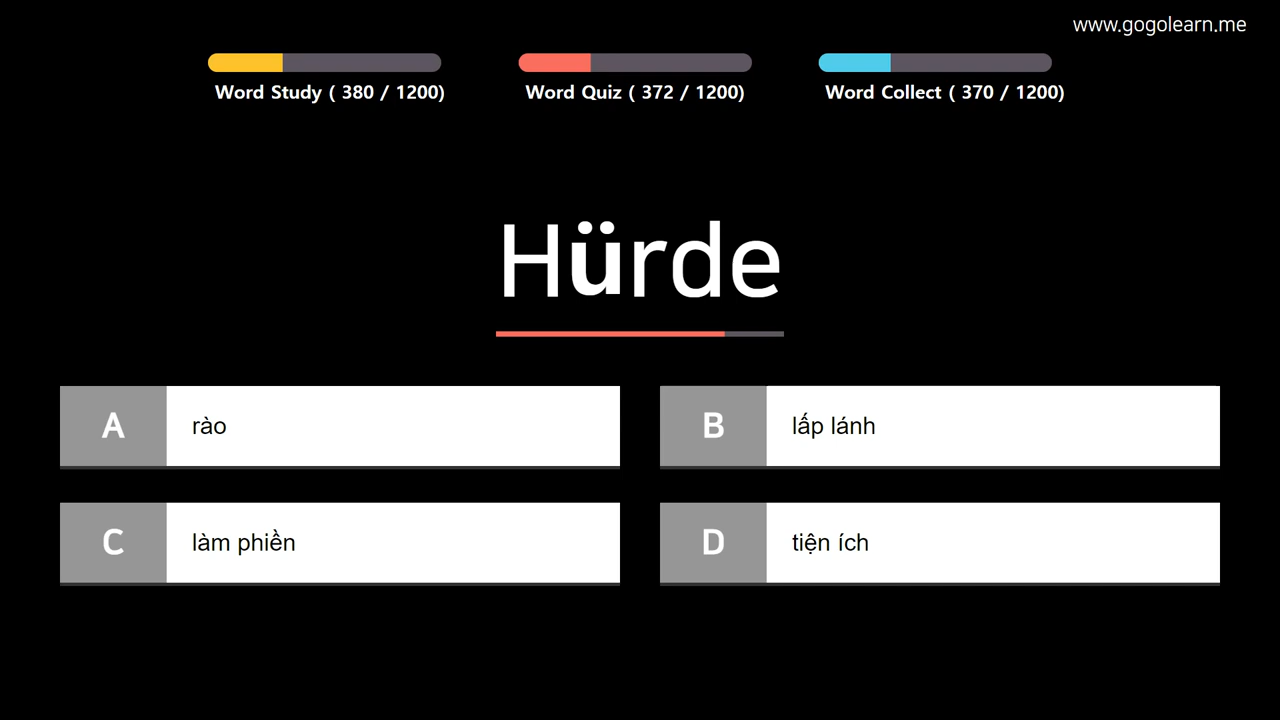 www.gogolearn.me
Word Study ( 380 / 1200)
Word Quiz ( 372 / 1200)
Word Collect ( 370 / 1200)
Hürde
A rào
B lấp lánh
C làm phiền
D tiện ích